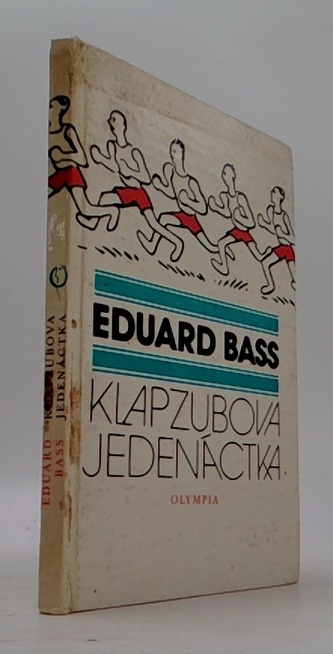 EDUARD BASS
KLAPZUBOVA
JEDENÁCTKA
OLYMPIA
EDUARD
BASS
KLAPZUBOVA
JEDENÁCTKA